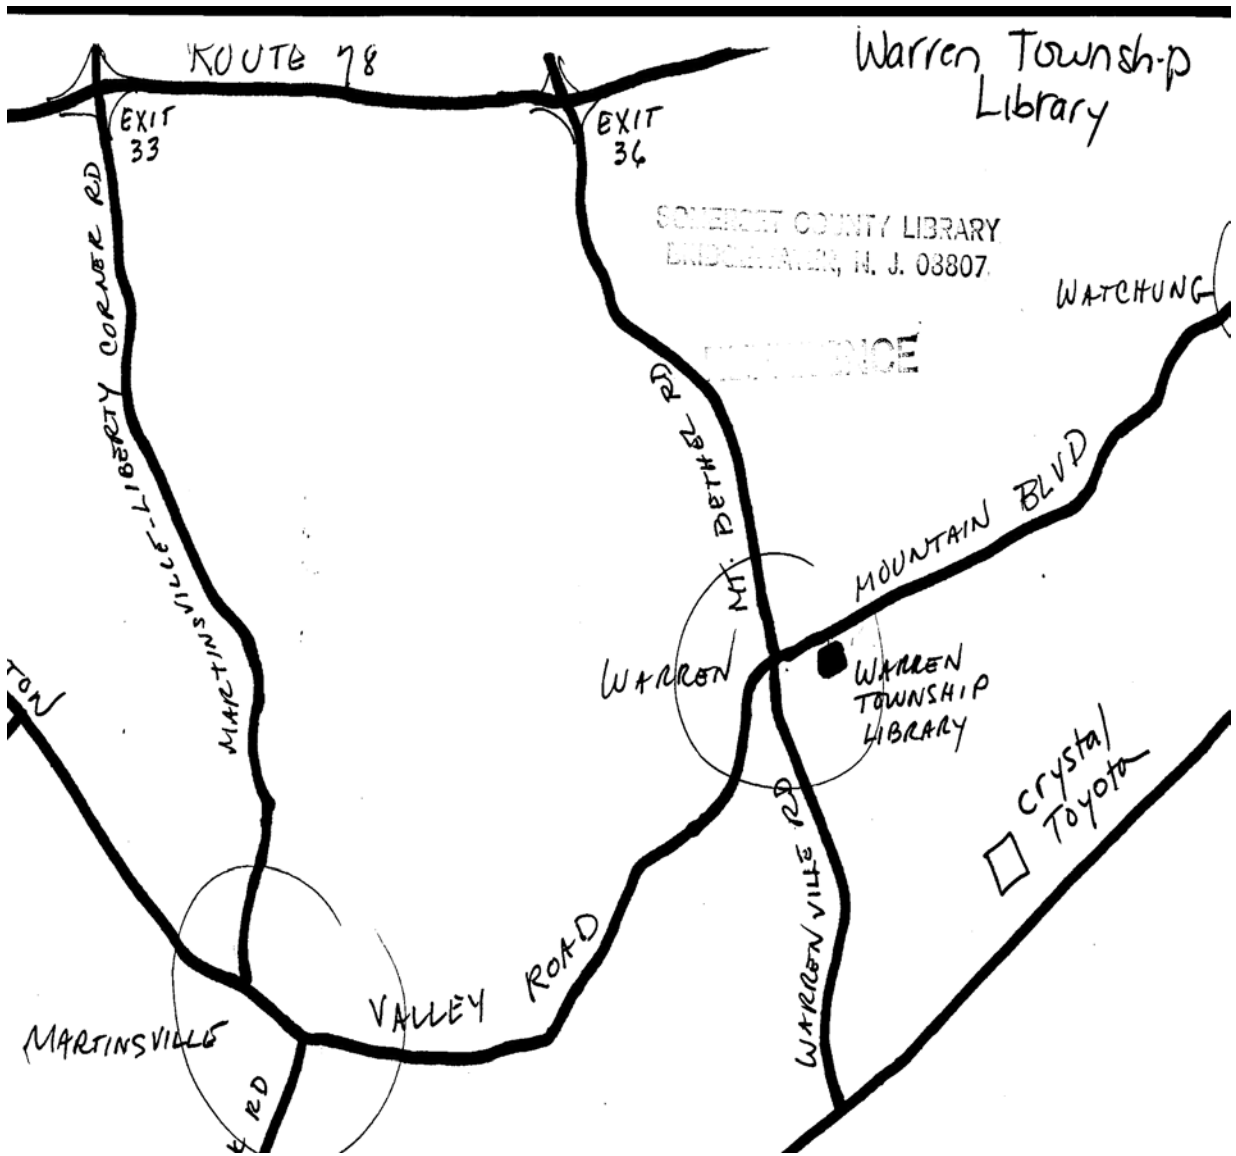 ROUTE 78
Warren Township
Library
EXIT
33
EXIT
36
SOMERSET COUNTY LIBRARY
BRIDGEWATER, N. J. 08807
REFERENCE
WATCHUNG
MARTINSVILLE-LIBERTY CORNER RD
MT. BETHEL RD
MOUNTAIN BLVD
WARREN
WARREN
TOWNSHIP
LIBRARY
Crystal
Toyota
WARRENVILLE RD
VALLEY ROAD
MARTINSVILLE
RD